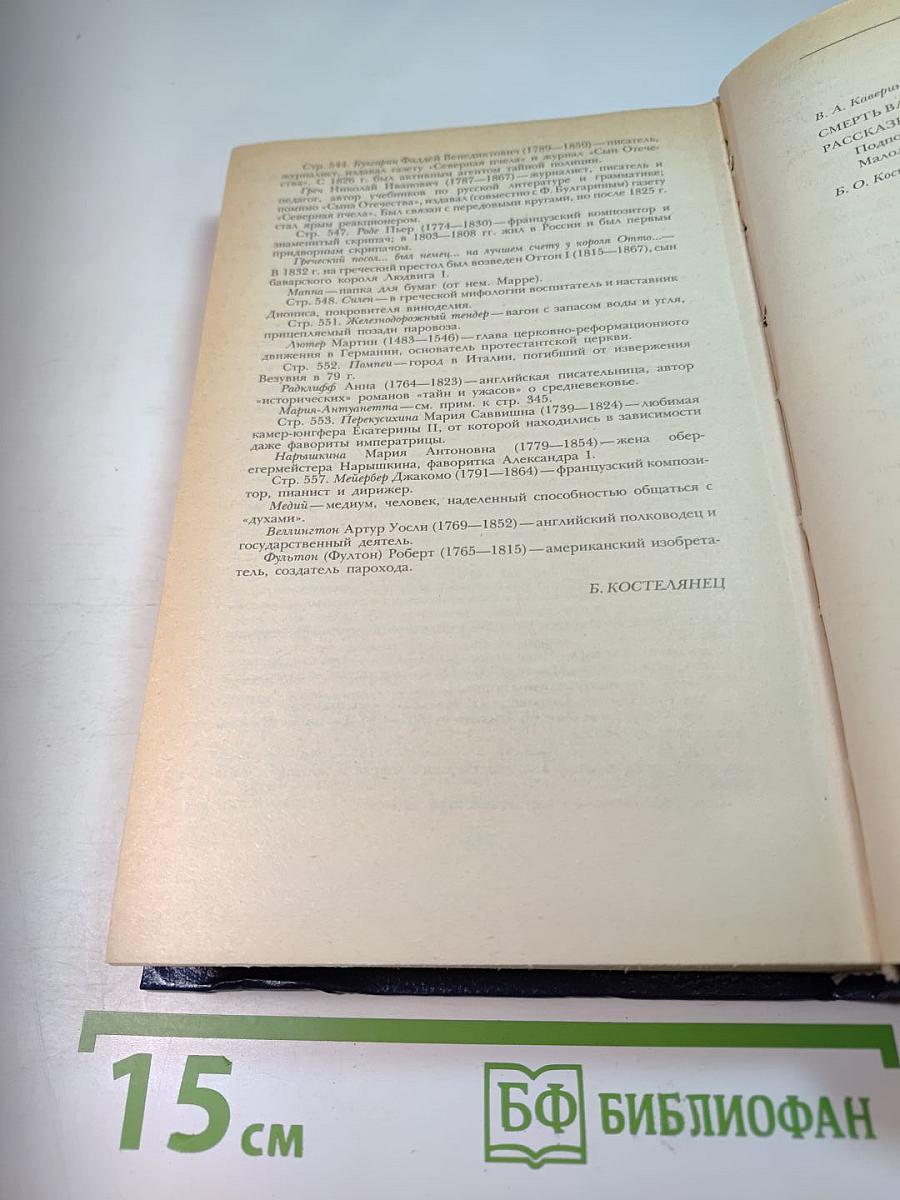 Стр. 544. Булгарин Фаддей Венедиктович (1789—1859)—писатель,
журналист, издавал газету «Северная пчела» и журнал «Сын Отече-
ства». С 1826 г. был активным агентом тайной полиции.
Греч Николай Иванович (1787—1867)—журналист, писатель и
педагог, автор учебников по русской литературе и грамматике;
помимо «Сына Отечества», издавал (совместно с Ф. Булгариным) газету
«Северная пчела». Был связан с передовыми кругами, но после 1825 г.
стал ярым реакционером.
Стр. 547. Роде Пьер (1774—1830)—французский композитор и
знаменитый скрипач; в 1803—1808 гг. жил в России и был первым
придворным скрипачом.
Греческий посол... был немец... на лучшем счету у короля Отто...—
В 1832 г. на греческий престол был возведен Оттон I (1815—1867), сын
баварского короля Людвига I.
Маппа—папка для бумаг (от нем. Mappe).
Стр. 548. Силен—в греческой мифологии воспитатель и наставник
Диониса, покровителя виноделия.
Стр. 551. Железнодорожный тендер—вагон с запасом воды и угля,
прицепляемый позади паровоза.
Лютер Мартин (1483—1546)—глава церковно-реформационного
движения в Германии, основатель протестантской церкви.
Стр. 552. Помпеи—город в Италии, погибший от извержения
Везувия в 79 г.
Радклифф Анна (1764—1823)—английская писательница, автор
«исторических» романов «тайн и ужасов» о средневековье.
Мария-Антуанетта—см. прим. к стр. 345.
Стр. 553. Перекусихина Мария Саввишна (1739—1824)—любимая
камер-юнгфера Екатерины II, от которой находились в зависимости
даже фавориты императрицы.
Нарышкина Мария Антоновна (1779—1854)—жена обер-
егермейстера Нарышкина, фаворитка Александра I.
Стр. 557. Мейербер Джакомо (1791—1864)—французский компози-
тор, пианист и дирижер.
Медий—медиум, человек, наделенный способностью общаться с
«духами».
Веллингтон Артур Уосли (1769—1852)—английский полководец и
государственный деятель.
Фультон (Фултон) Роберт (1765—1815)—американский изобрета-
тель, создатель парохода.
Б. КОСТЕЛЯНЕЦ
В. А. Каверин
СМЕРТЬ
РАССКАЗ
Подпо
Малол
Б. О. Кос
15 см
БФ БИБЛИОФАН